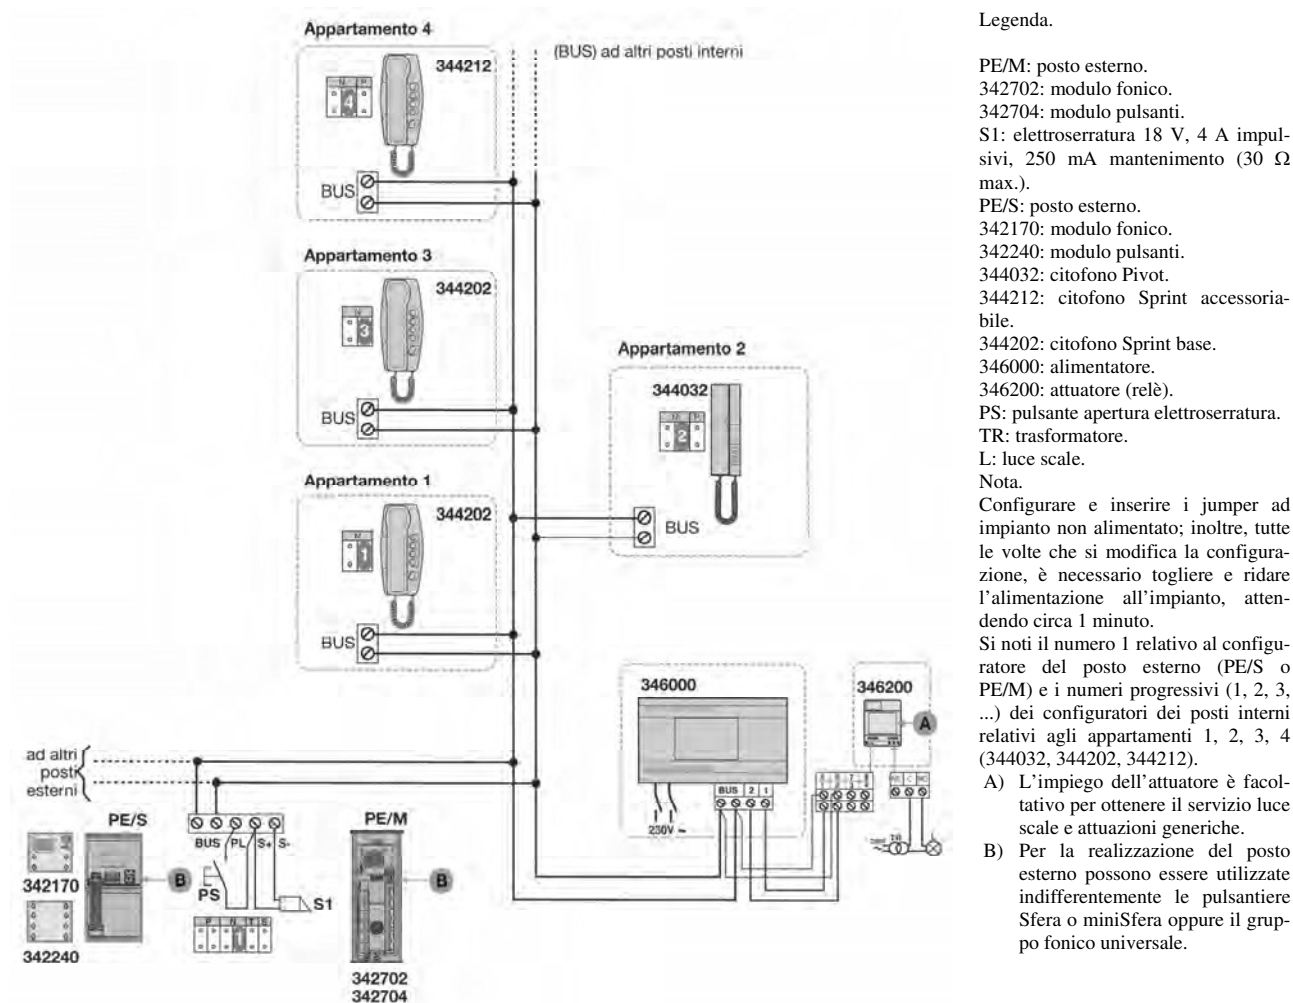 Appartamento 4
(BUS) ad altri posti interni
344212
N P
4
BUS
Appartamento 3
344202
N
3
BUS
Appartamento 2
344032
N P
2
BUS
Appartamento 1
344202
N
1
BUS
346000
BUS 2 1
230V ~
346200
A
NC C NO
TR
ad altri
posti
esterni
PE/S
BUS PL S+ S-
PE/M
342170
B
PS
S1
B
P N T S
1
342240
342702
342704
Legenda.
PE/M: posto esterno.
342702: modulo fonico.
342704: modulo pulsanti.
S1: elettroserratura 18 V, 4 A impul-
sivi, 250 mA mantenimento (30 Ω
max.).
PE/S: posto esterno.
342170: modulo fonico.
342240: modulo pulsanti.
344032: citofono Pivot.
344212: citofono Sprint accessoria-
bile.
344202: citofono Sprint base.
346000: alimentatore.
346200: attuatore (relè).
PS: pulsante apertura elettroserratura.
TR: trasformatore.
L: luce scale.
Nota.
Configurare e inserire i jumper ad
impianto non alimentato; inoltre, tutte
le volte che si modifica la configura-
zione, è necessario togliere e ridare
l'alimentazione all'impianto, atten-
dendo circa 1 minuto.
Si noti il numero 1 relativo al configu-
ratore del posto esterno (PE/S o
PE/M) e i numeri progressivi (1, 2, 3,
...) dei configuratori dei posti interni
relativi agli appartamenti 1, 2, 3, 4
(344032, 344202, 344212).
A) L'impiego dell'attuatore è facol-
tativo per ottenere il servizio luce
scale e attuazioni generiche.
B) Per la realizzazione del posto
esterno possono essere utilizzate
indifferentemente le pulsantiere
Sfera o miniSfera oppure il grup-
po fonico universale.